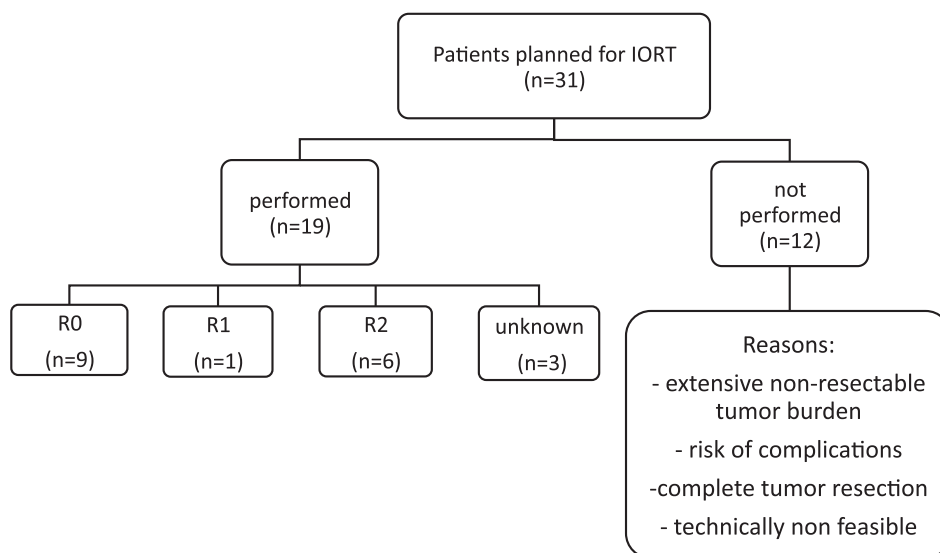 Patients planned for IORT
(n=31)
performed
(n=19)
not
performed
(n=12)
R0
(n=9)
R1
(n=1)
R2
(n=6)
unknown
(n=3)
Reasons:
- extensive non-resectable
tumor burden
- risk of complications
-complete tumor resection
- technically non feasible